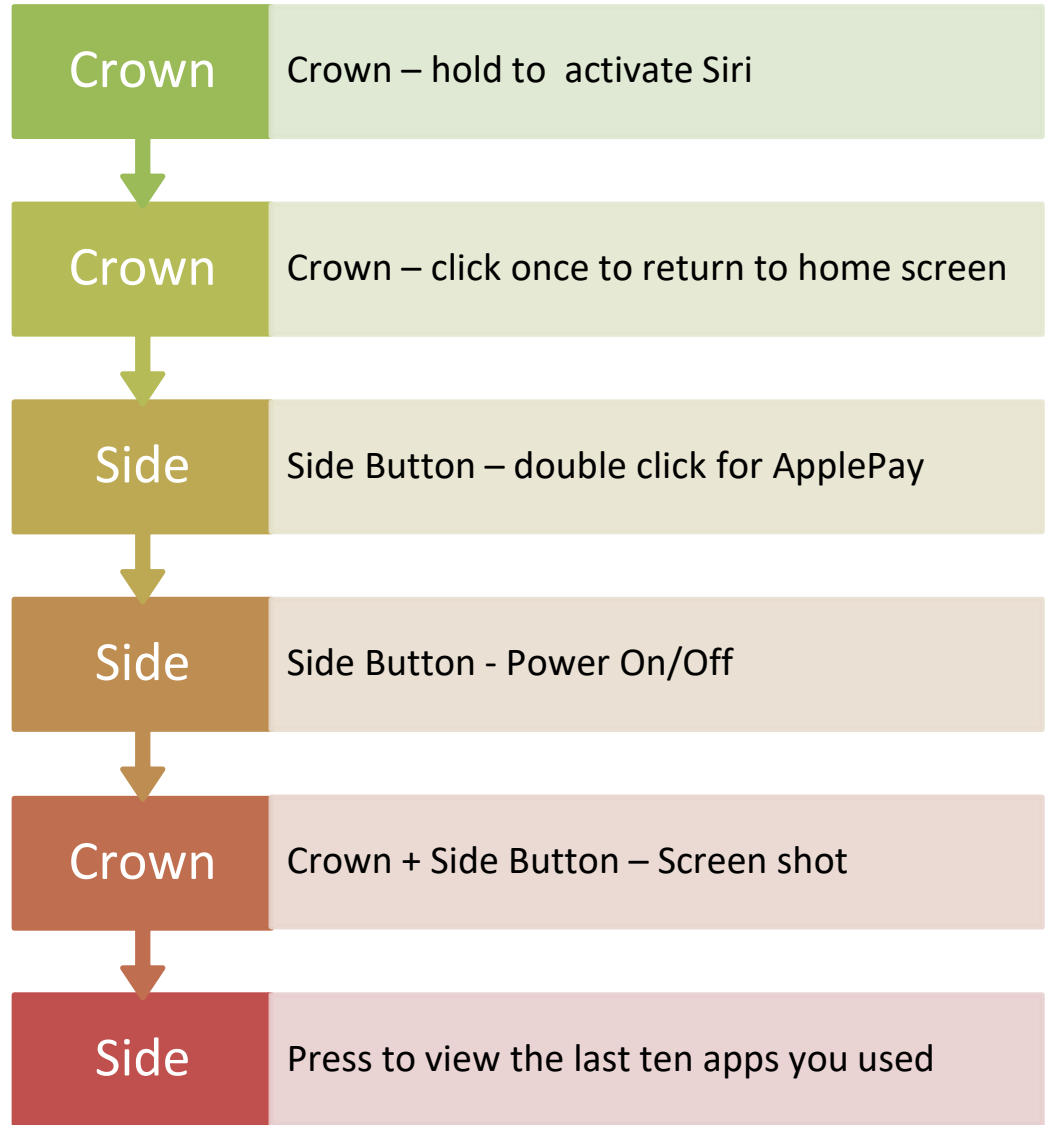 Crown
Crown – hold to  activate Siri
Crown
Crown – click once to return to home screen
Side
Side Button – double click for ApplePay
Side
Side Button - Power On/Off
Crown
Crown + Side Button – Screen shot
Side
Press to view the last ten apps you used